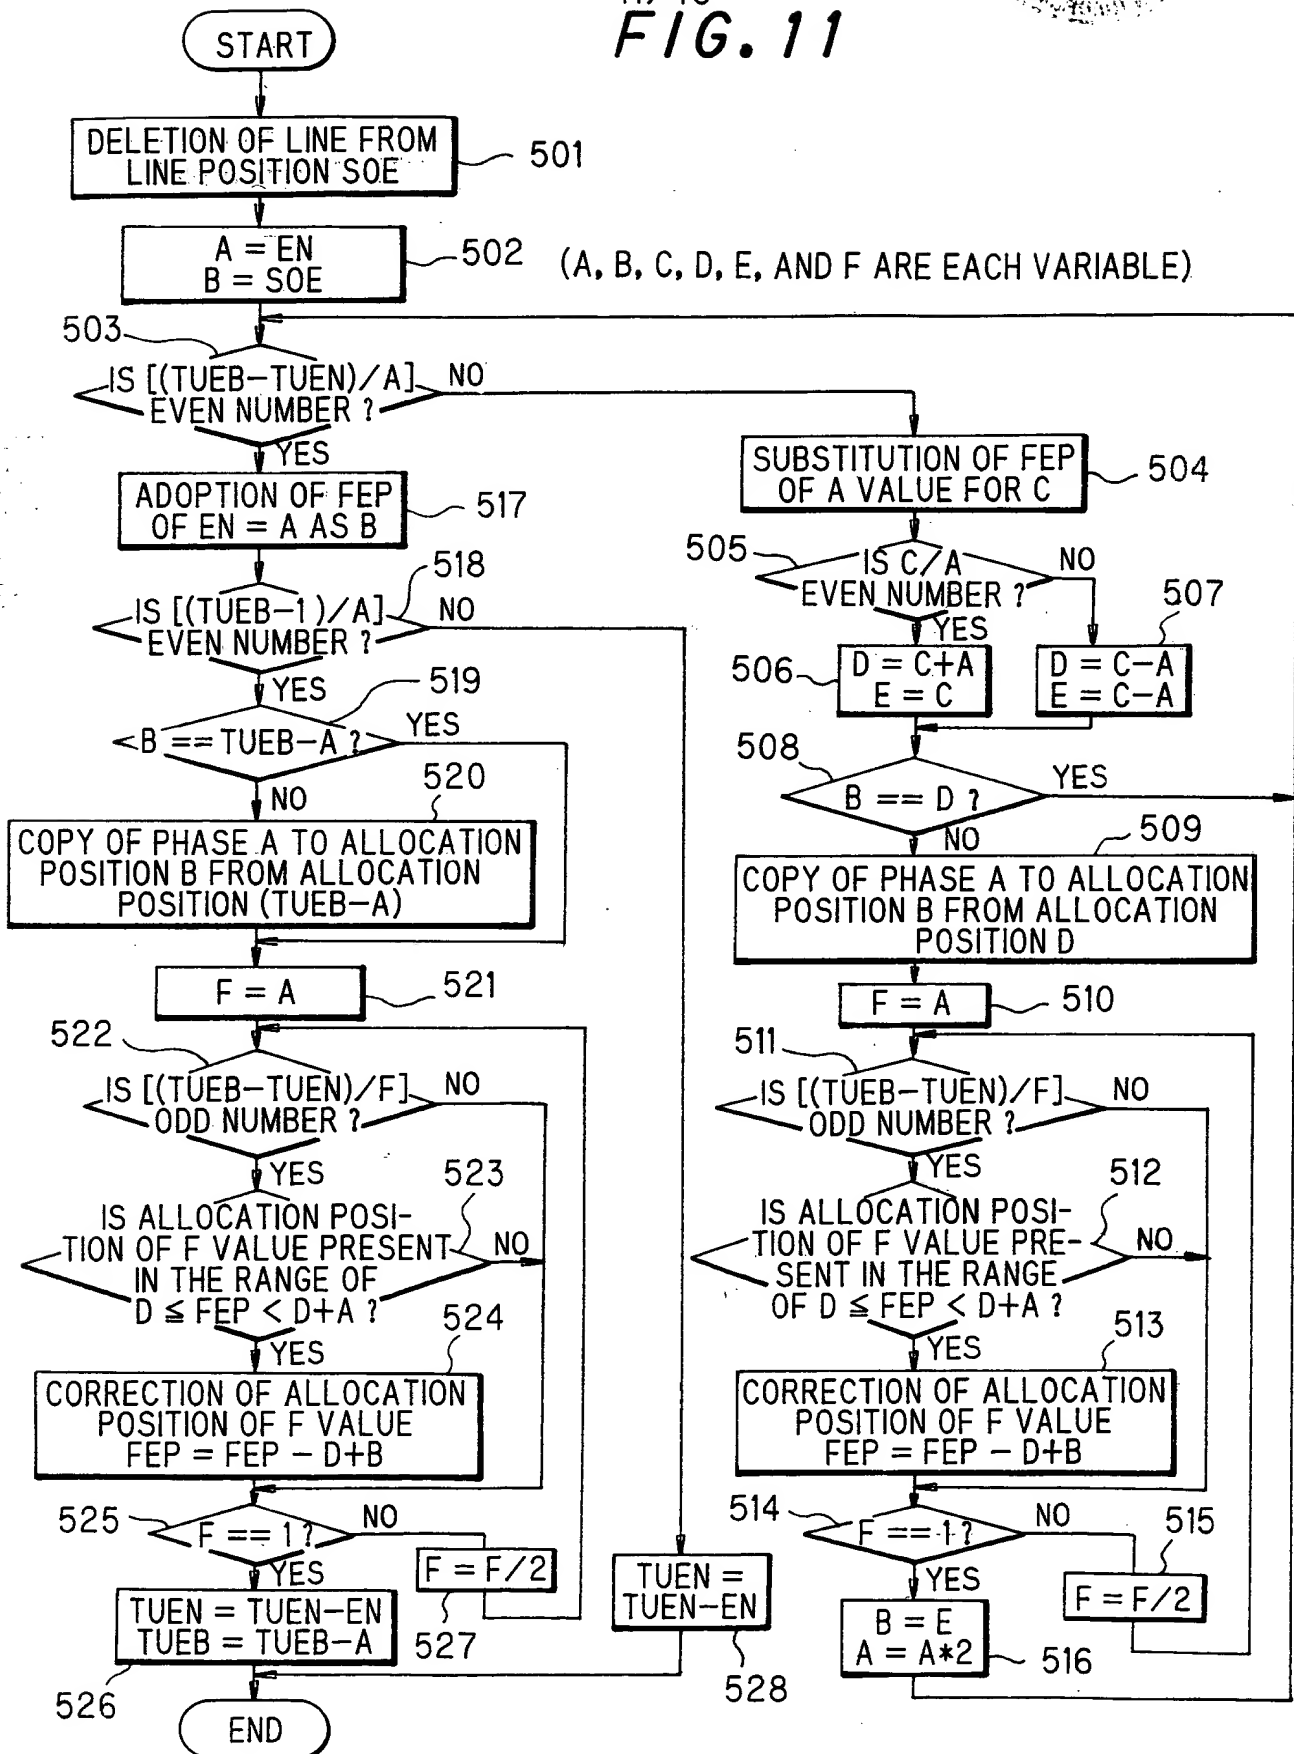 FIG. 11
START
DELETION OF LINE FROM
LINE POSITION SOE
501
A = EN
B = SOE
502
(A, B, C, D, E, AND F ARE EACH VARIABLE)
503
IS [(TUEB-TUEN)/A]
EVEN NUMBER ?
NO
YES
ADOPTION OF FEP
OF EN = A AS B
517
518
IS [(TUEB-1)/A]
EVEN NUMBER ?
NO
YES
519
B == TUEB-A ?
YES
NO
520
COPY OF PHASE A TO ALLOCATION
POSITION B FROM ALLOCATION
POSITION (TUEB-A)
F = A
521
522
IS [(TUEB-TUEN)/F]
ODD NUMBER ?
NO
YES
523
IS ALLOCATION POSI-
TION OF F VALUE PRESENT
IN THE RANGE OF
D ≦ FEP < D+A ?
NO
YES
524
CORRECTION OF ALLOCATION
POSITION OF F VALUE
FEP = FEP - D+B
525
F == 1 ?
NO
YES
F = F/2
527
TUEN = TUEN-EN
TUEB = TUEB-A
526
TUEN =
TUEN-EN
528
END
SUBSTITUTION OF FEP
OF A VALUE FOR C
504
505
IS C/A
EVEN NUMBER ?
NO
YES
506
D = C+A
E = C
507
D = C-A
E = C-A
508
B == D ?
YES
NO
509
COPY OF PHASE A TO ALLOCATION
POSITION B FROM ALLOCATION
POSITION D
F = A
510
511
IS [(TUEB-TUEN)/F]
ODD NUMBER ?
NO
YES
512
IS ALLOCATION POSI-
TION OF F VALUE PRE-
SENT IN THE RANGE
OF D ≦ FEP < D+A ?
NO
YES
513
CORRECTION OF ALLOCATION
POSITION OF F VALUE
FEP = FEP - D+B
514
F == 1 ?
NO
YES
515
F = F/2
B = E
A = A*2
516